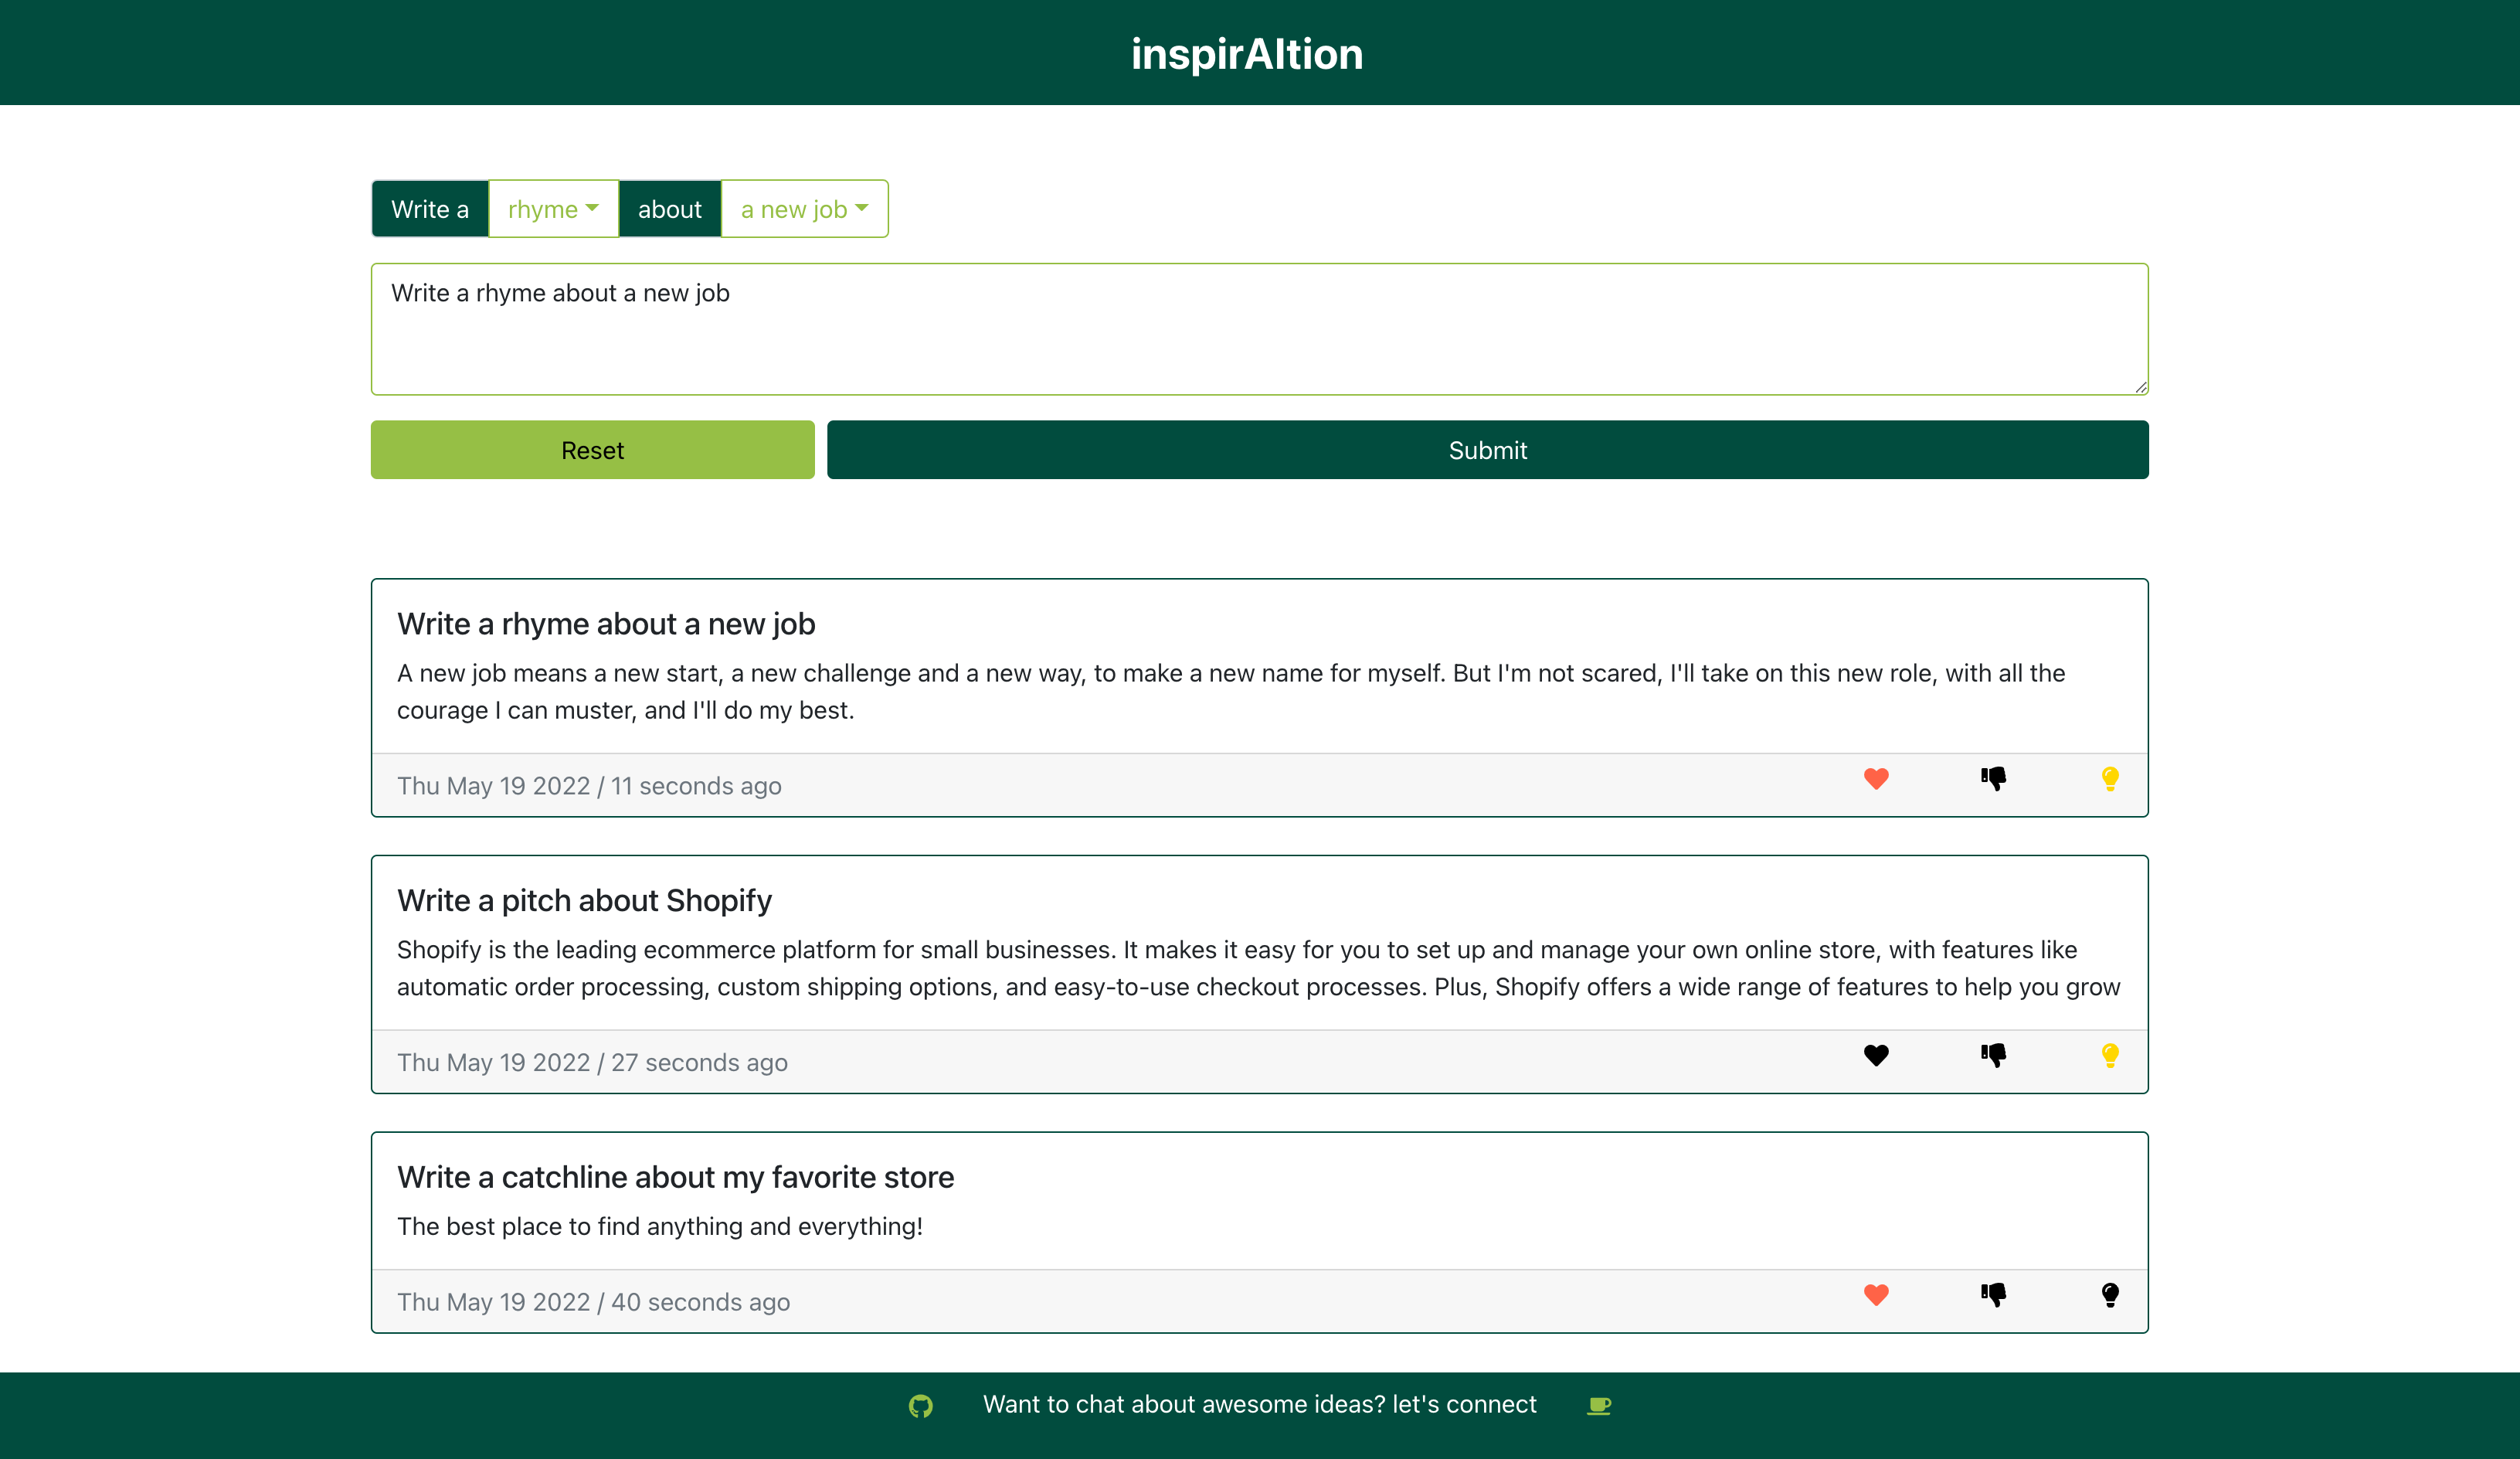 inspirAItion
Write a rhyme about a new job
Write a rhyme about a new job
Reset Submit
Write a rhyme about a new job
A new job means a new start, a new challenge and a new way, to make a new name for myself. But I'm not scared, I'll take on this new role, with all the
courage I can muster, and I'll do my best.
Thu May 19 2022 / 11 seconds ago
Write a pitch about Shopify
Shopify is the leading ecommerce platform for small businesses. It makes it easy for you to set up and manage your own online store, with features like
automatic order processing, custom shipping options, and easy-to-use checkout processes. Plus, Shopify offers a wide range of features to help you grow
Thu May 19 2022 / 27 seconds ago
Write a catchline about my favorite store
The best place to find anything and everything!
Thu May 19 2022 / 40 seconds ago
Want to chat about awesome ideas? let's connect